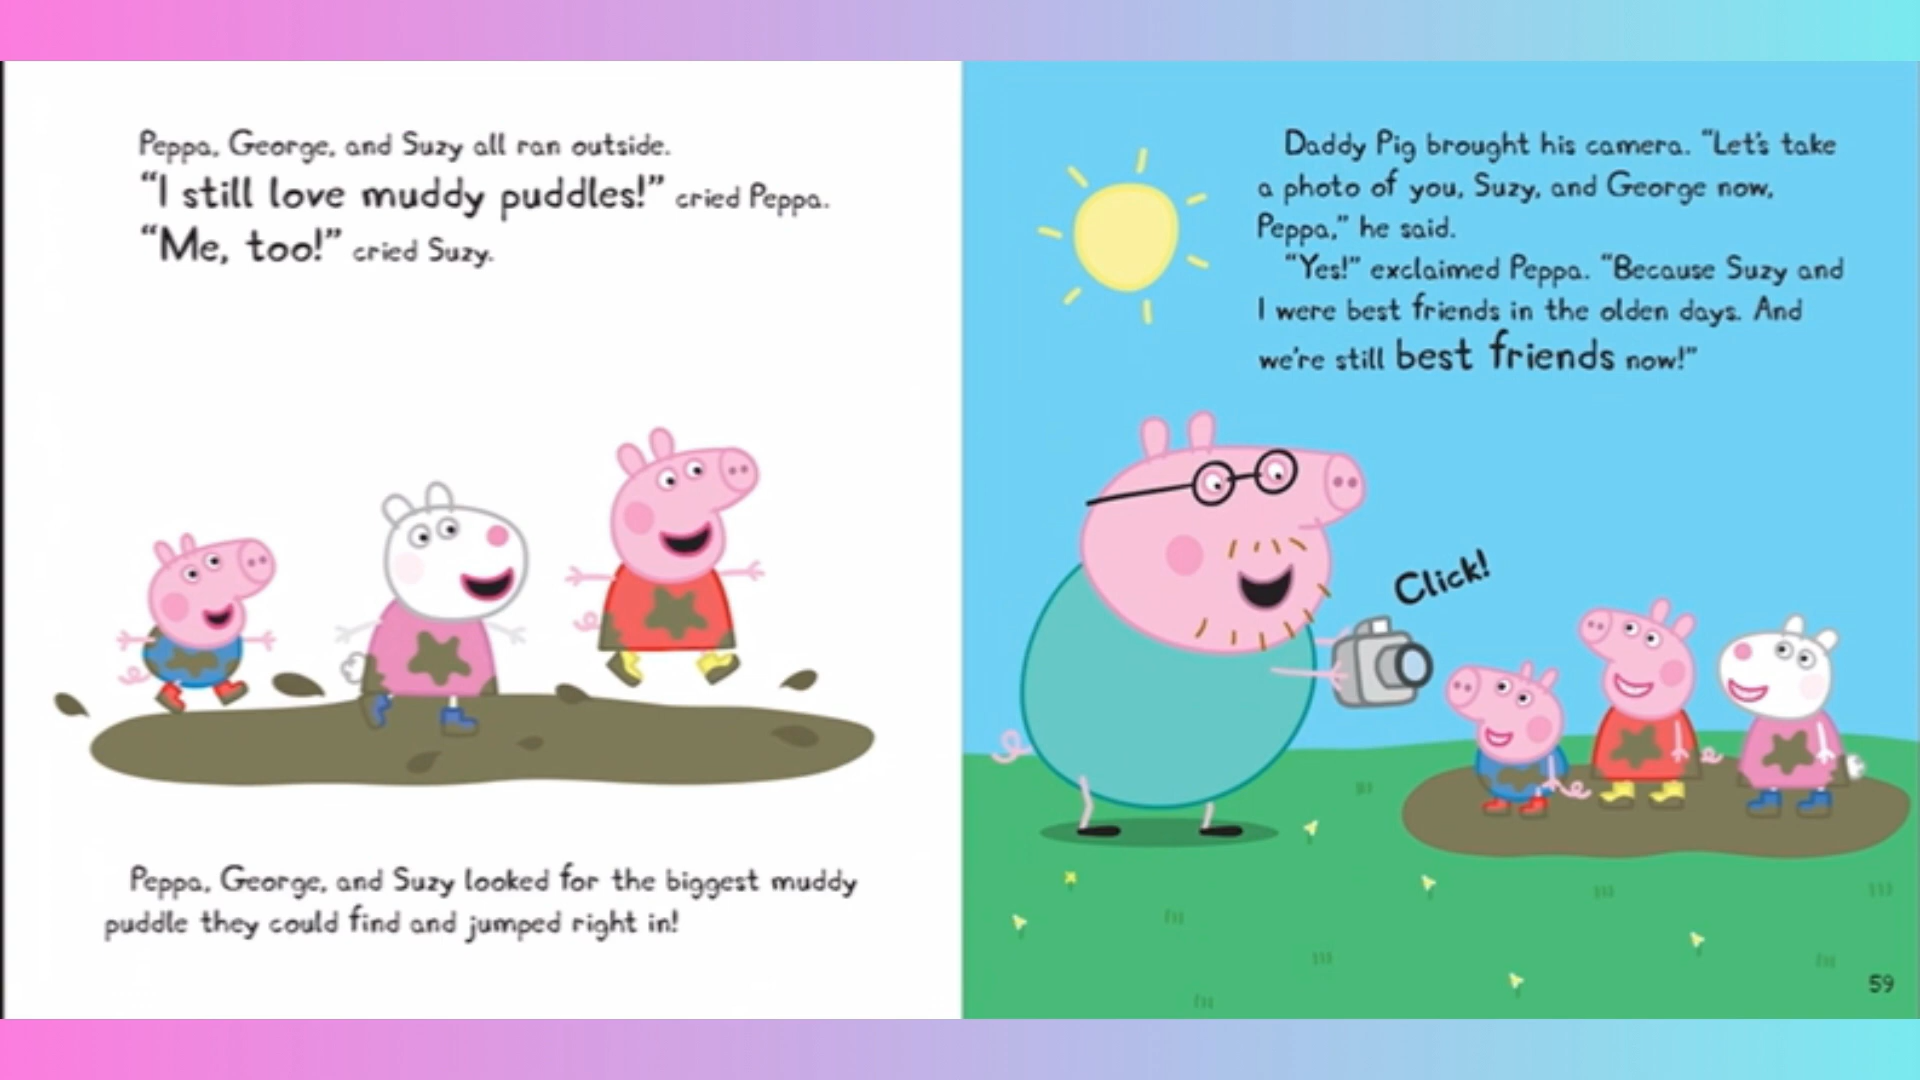 Peppa, George, and Suzy all ran outside.
“I still love muddy puddles!” cried Peppa.
“Me, too!” cried Suzy.
Peppa, George, and Suzy looked for the biggest muddy
puddle they could find and jumped right in!
Daddy Pig brought his camera. “Let’s take
a photo of you, Suzy, and George now,
Peppa,” he said.
“Yes!” exclaimed Peppa. “Because Suzy and
I were best friends in the olden days. And
we’re still best friends now!”
Click!
59